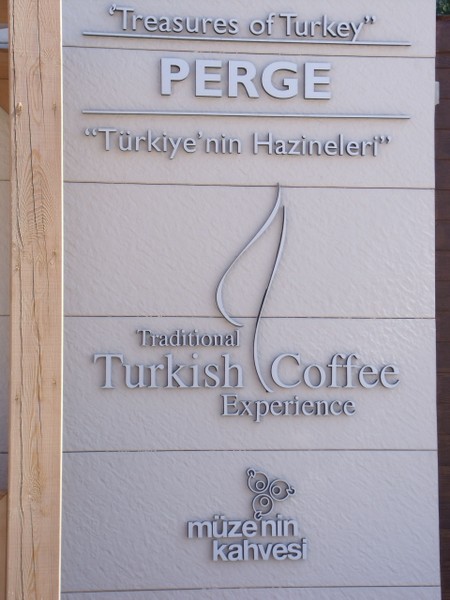 "Treasures of Turkey"
PERGE
"Türkiye'nin Hazineleri"
Traditional
Turkish Coffee
Experience
müze'nin
kahvesi